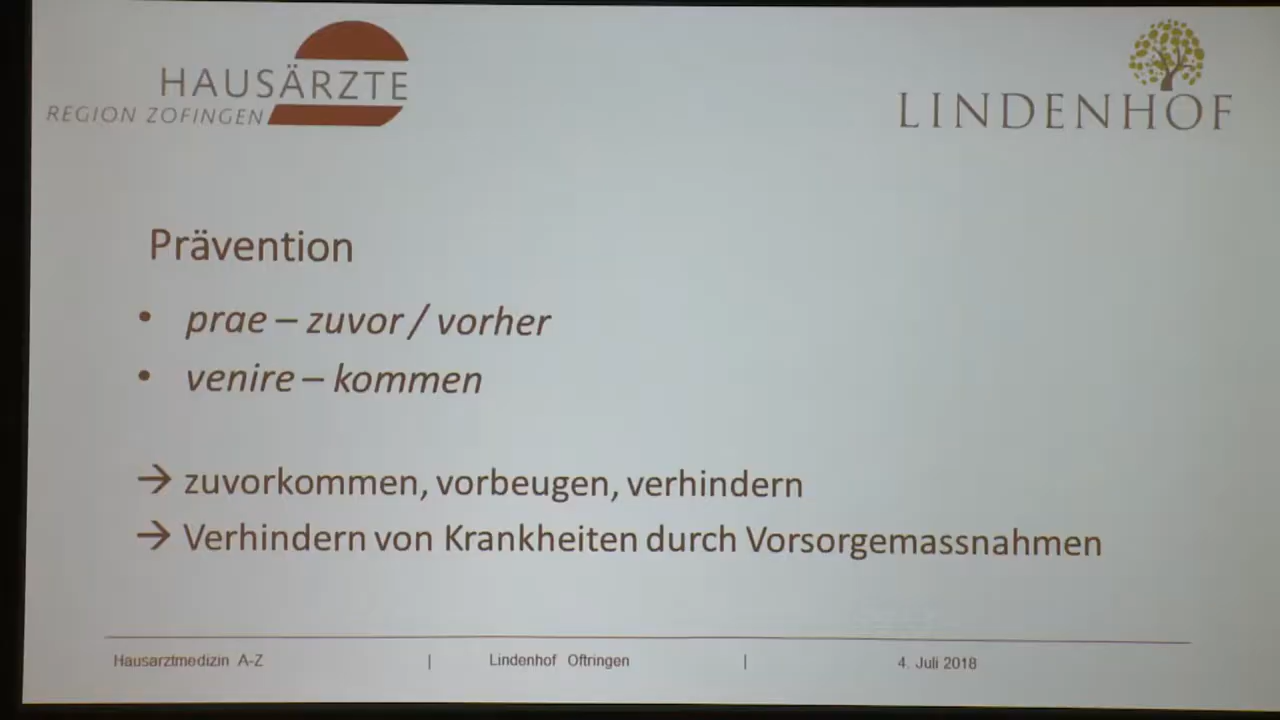 HAUSÄRZTE
REGION ZOFINGEN
LINDENHOF
Prävention
• prae – zuvor / vorher
• venire – kommen
→ zuvorkommen, vorbeugen, verhindern
→ Verhindern von Krankheiten durch Vorsorgemassnahmen
Hausarztmedizin A-Z | Lindenhof Oftringen | 4. Juli 2018